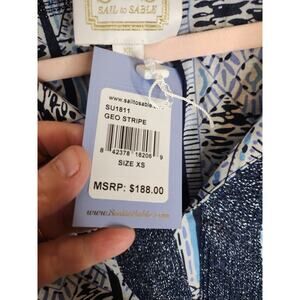 SAIL to SABLE
www.sailtosable.
SU1811
GEO STRIPE
8 42378 18206 9
SIZE XS
MSRP: $188.00
www.Sailtosable.com